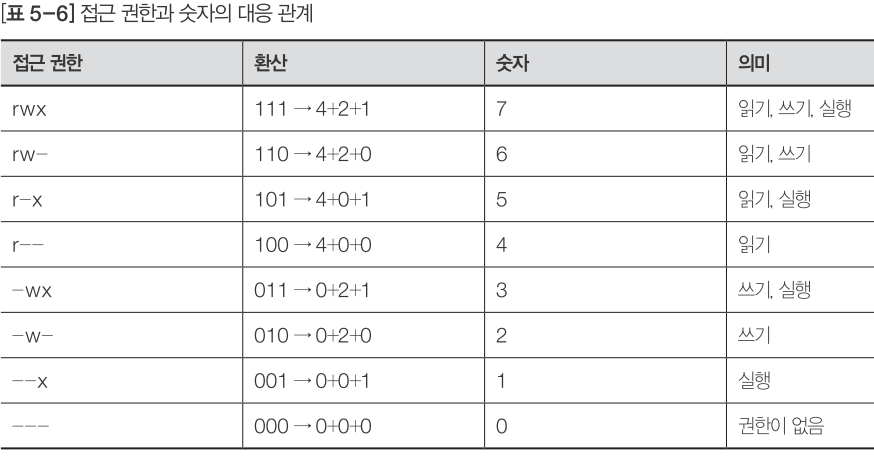 [표 5-6] 접근 권한과 숫자의 대응 관계
접근 권한 환산 숫자 의미
rwx 111 → 4+2+1 7 읽기, 쓰기, 실행
rw- 110 → 4+2+0 6 읽기, 쓰기
r-x 101 → 4+0+1 5 읽기, 실행
r-- 100 → 4+0+0 4 읽기
-wx 011 → 0+2+1 3 쓰기, 실행
-w- 010 → 0+2+0 2 쓰기
--x 001 → 0+0+1 1 실행
--- 000 → 0+0+0 0 권한이 없음